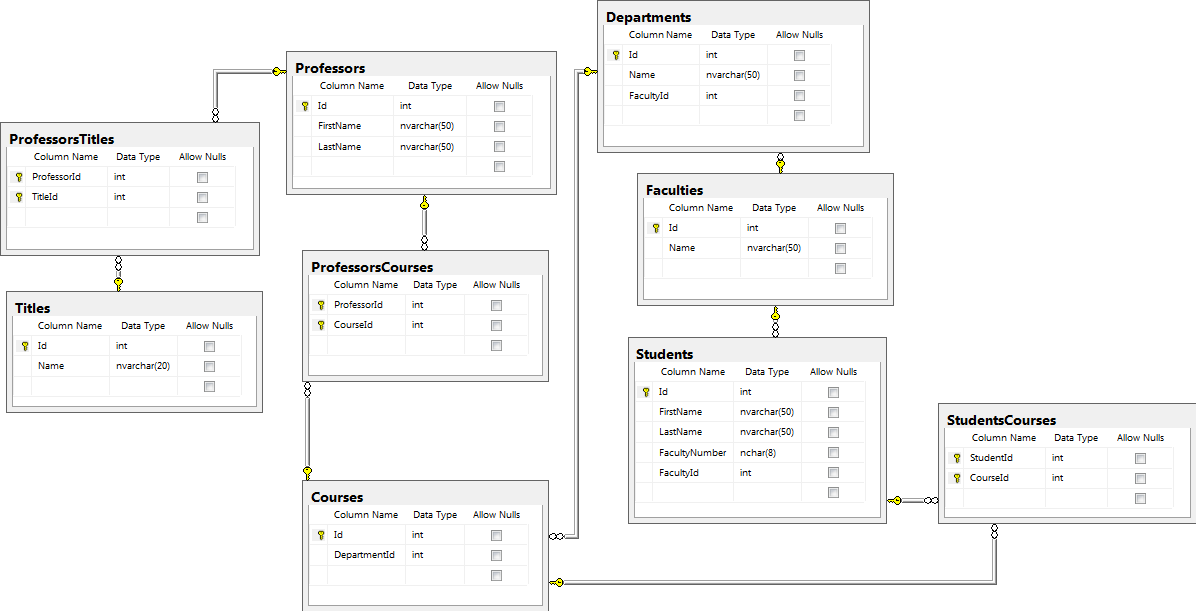 Departments
Column Name Data Type Allow Nulls
Id int
Name nvarchar(50)
FacultyId int
Professors
Column Name Data Type Allow Nulls
Id int
FirstName nvarchar(50)
LastName nvarchar(50)
ProfessorsTitles
Column Name Data Type Allow Nulls
ProfessorId int
TitleId int
Faculties
Column Name Data Type Allow Nulls
Id int
Name nvarchar(50)
ProfessorsCourses
Column Name Data Type Allow Nulls
ProfessorId int
CourseId int
Titles
Column Name Data Type Allow Nulls
Id int
Name nvarchar(20)
Students
Column Name Data Type Allow Nulls
Id int
FirstName nvarchar(50)
LastName nvarchar(50)
FacultyNumber nchar(8)
FacultyId int
StudentsCourses
Column Name Data Type Allow Nulls
StudentId int
CourseId int
Courses
Column Name Data Type Allow Nulls
Id int
DepartmentId int